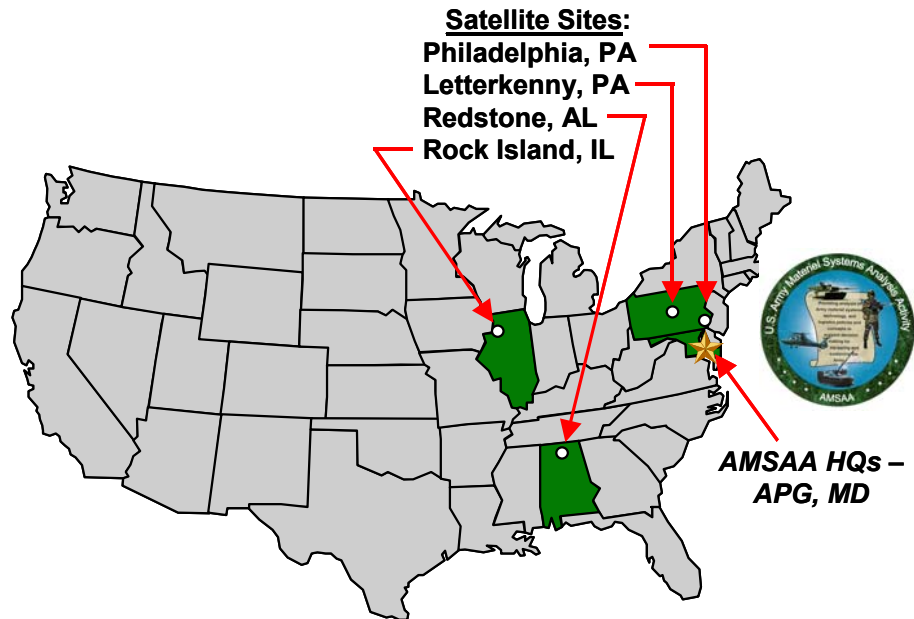 Satellite Sites:
Philadelphia, PA
Letterkenny, PA
Redstone, AL
Rock Island, IL
U.S. Army Materiel Systems Analysis Activity
AMSAA
AMSAA HQs –
APG, MD